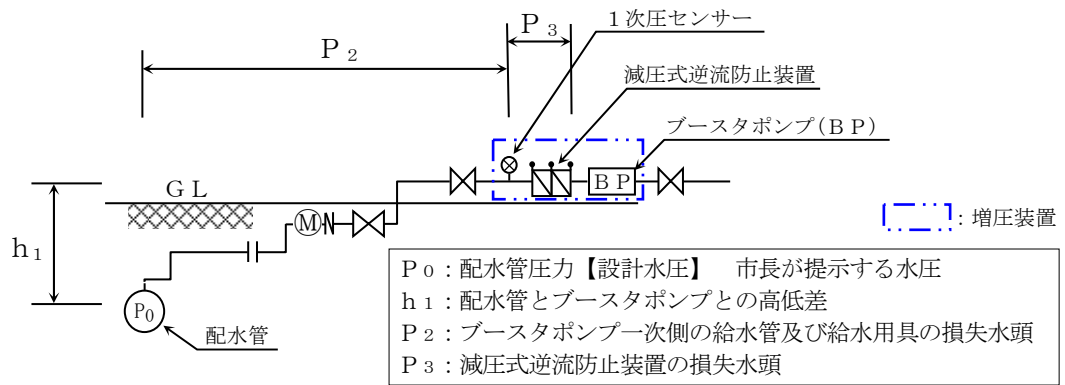 １次圧センサー
Ｐ３
Ｐ２
減圧式逆流防止装置
ブースタポンプ（ＢＰ）
ＧＬ
ＢＰ
Ｍ
ｈ１
：増圧装置
Ｐ０
配水管
Ｐ０：配水管圧力【設計水圧】　市長が提示する水圧
ｈ１：配水管とブースタポンプとの高低差
Ｐ２：ブースタポンプ一次側の給水管及び給水用具の損失水頭
Ｐ３：減圧式逆流防止装置の損失水頭